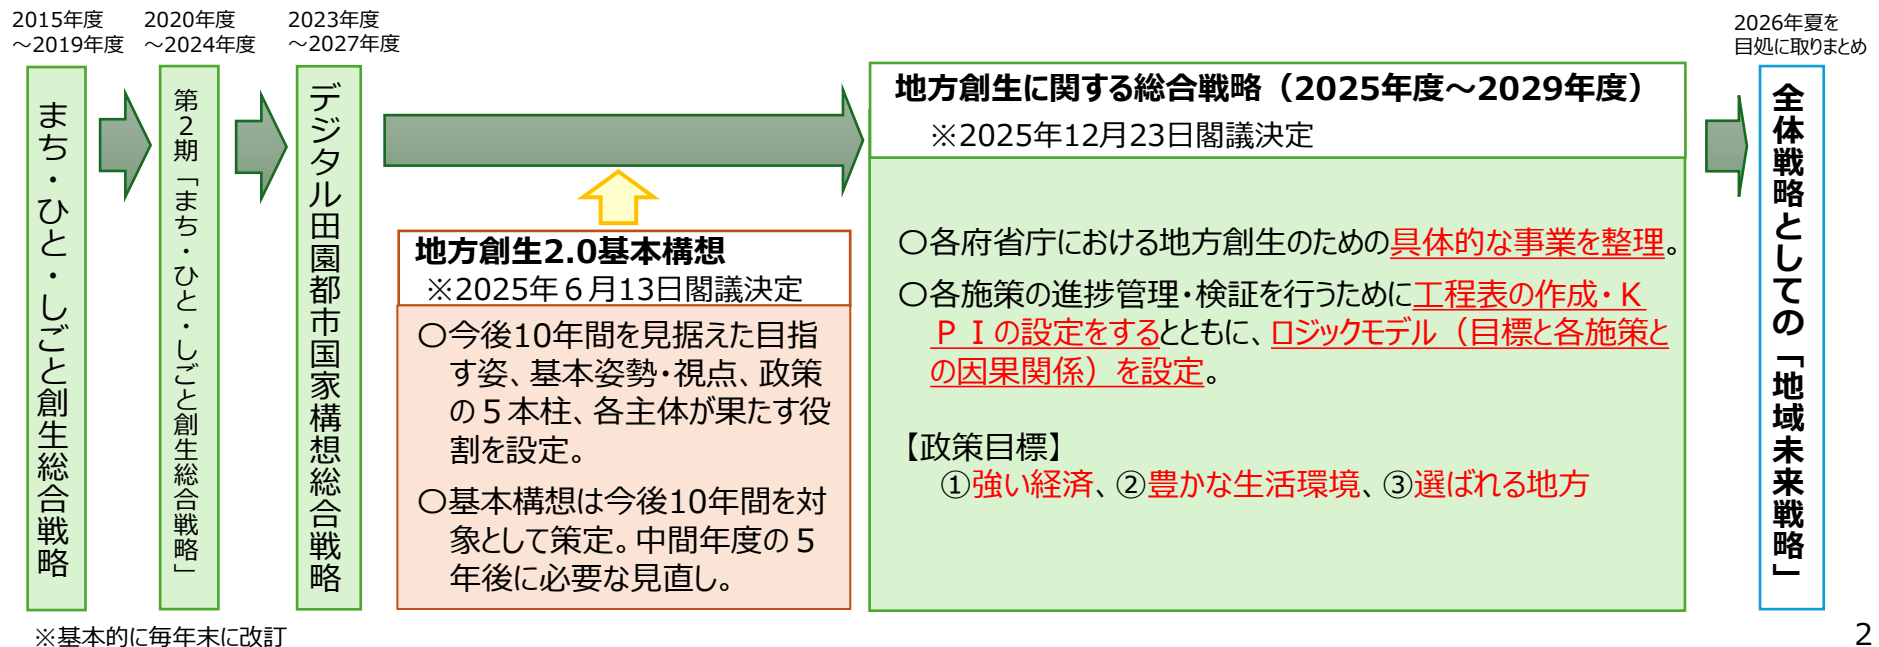 2015年度
～2019年度
まち・ひと・しごと創生総合戦略
2020年度
～2024年度
第2期「まち・ひと・しごと創生総合戦略」
2023年度
～2027年度
デジタル田園都市国家構想総合戦略
地方創生2.0基本構想
※2025年６月13日閣議決定
〇今後10年間を見据えた目指
す姿、基本姿勢・視点、政策
の５本柱、各主体が果たす役
割を設定。
〇基本構想は今後10年間を対
象として策定。中間年度の５
年後に必要な見直し。
地方創生に関する総合戦略（2025年度～2029年度）
※2025年12月23日閣議決定
〇各府省庁における地方創生のための具体的な事業を整理。
〇各施策の進捗管理・検証を行うために工程表の作成・Ｋ
ＰＩの設定をするとともに、ロジックモデル（目標と各施策と
の因果関係）を設定。
【政策目標】
①強い経済、②豊かな生活環境、③選ばれる地方
2026年夏を
目処に取りまとめ
全体戦略としての「地域未来戦略」
※基本的に毎年末に改訂
2